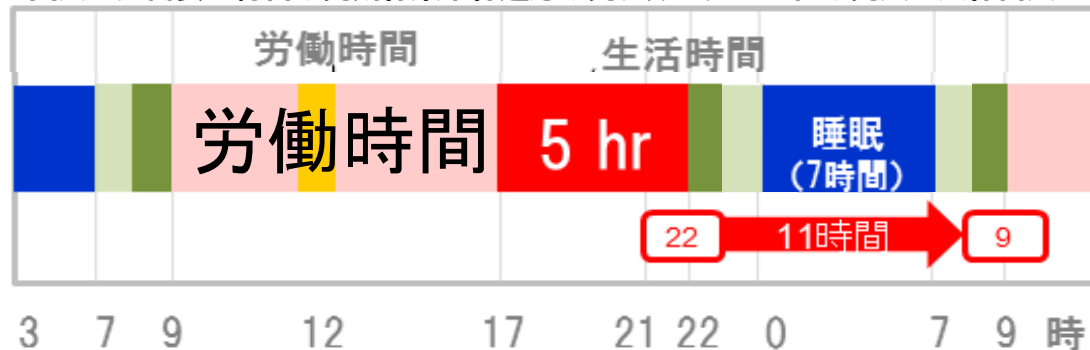 労働時間 生活時間
労働時間 5 hr 睡眠
(7時間)
22 11時間 9
3 7 9 12 17 21 22 0 7 9 時